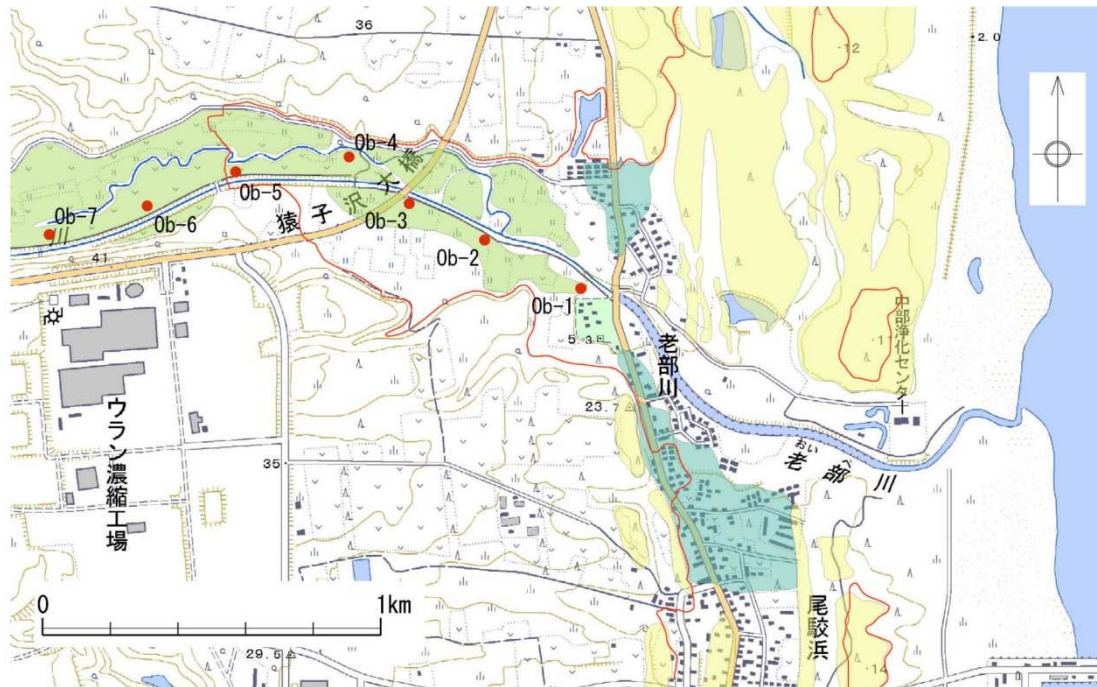 36
12
2.0
Ob-4
Ob-5
Ob-7
Ob-6
Ob-3
Ob-2
Ob-1
猿子沢大橋
川
41
5.3
11
中部浄化センター
老部川
23.7
ウラン濃縮工場
35
おいべ
老部川
0
1km
尾駮浜
29.5
14